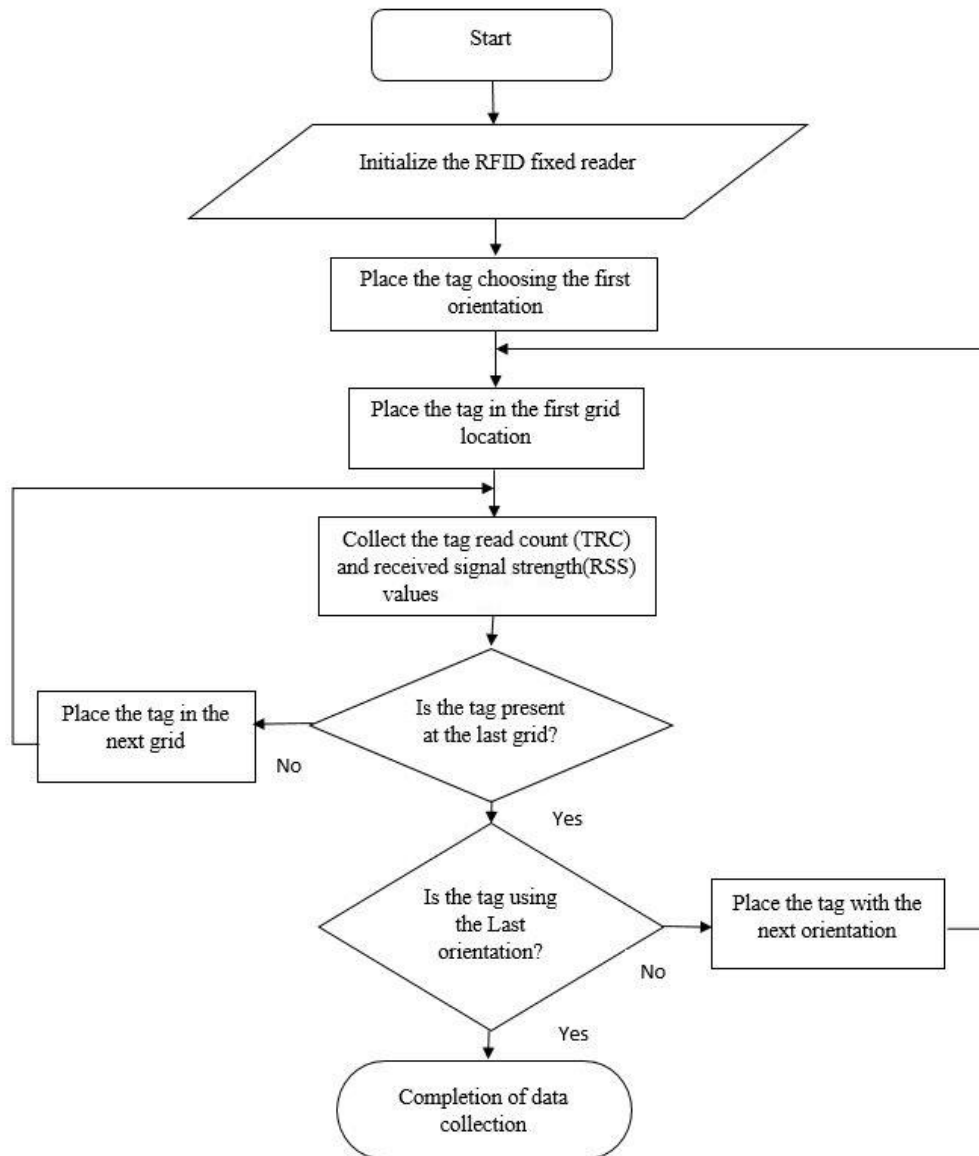 Start
Initialize the RFID fixed reader
Place the tag choosing the first
orientation
Place the tag in the first grid
location
Collect the tag read count (TRC)
and received signal strength(RSS)
values
Is the tag present
at the last grid?
Place the tag in the
next grid
No
Yes
Is the tag using
the Last
orientation?
Place the tag with the
next orientation
No
Yes
Completion of data
collection